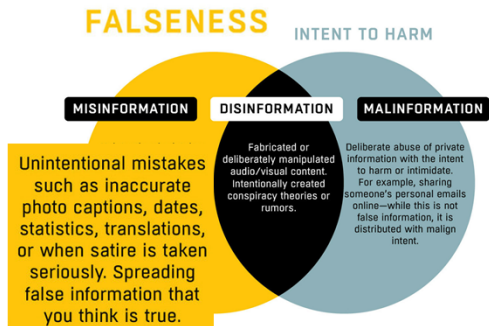 FALSENESS
INTENT TO HARM
MISINFORMATION
DISINFORMATION
MALINFORMATION
Unintentional mistakes
such as inaccurate
photo captions, dates,
statistics, translations,
or when satire is taken
seriously. Spreading
false information that
you think is true.
Fabricated or
deliberately manipulated
audio/visual content.
Intentionally created
conspiracy theories or
rumors.
Deliberate abuse of private
information with the intent
to harm or intimidate.
For example, sharing
someone's personal emails
online—while this is not
false information, it is
distributed with malign
intent.